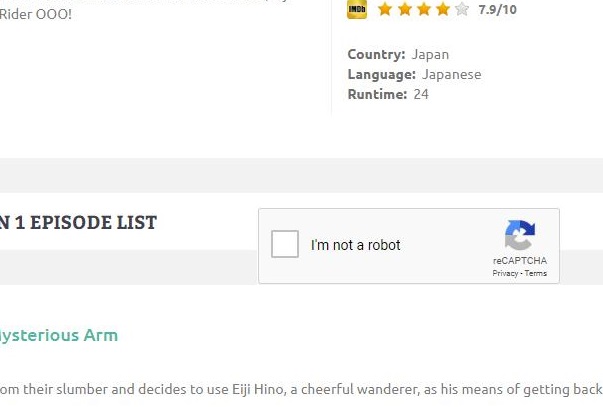 Rider OOO!
IMDb
7.9/10
Country: Japan
Language: Japanese
Runtime: 24
N 1 EPISODE LIST
I'm not a robot
reCAPTCHA
Privacy - Terms
Mysterious Arm
om their slumber and decides to use Eiji Hino, a cheerful wanderer, as his means of getting back